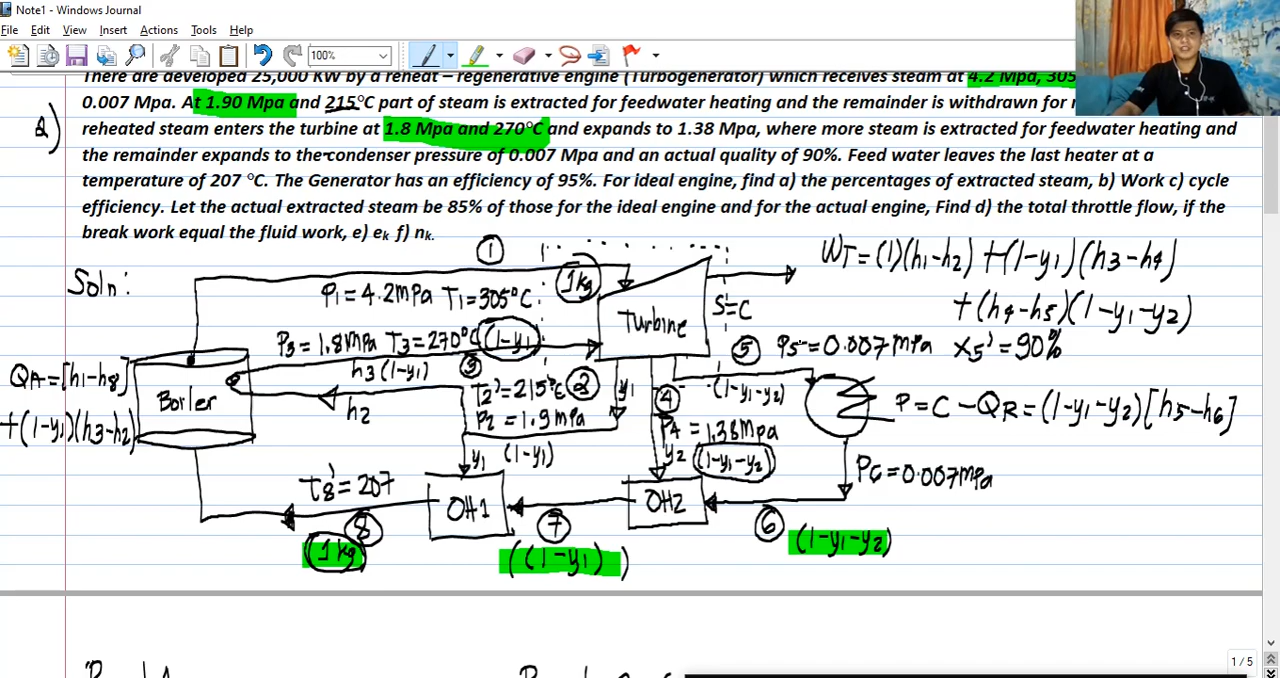 Note1 - Windows Journal
File Edit View Insert Actions Tools Help
100%
There are developed 25,000 KW by a reheat – regenerative engine (Turbogenerator) which receives steam at 4.2 Mpa, 305
0.007 Mpa. At 1.90 Mpa and 215°C part of steam is extracted for feedwater heating and the remainder is withdrawn for
2)
reheated steam enters the turbine at 1.8 Mpa and 270°C and expands to 1.38 Mpa, where more steam is extracted for feedwater heating and
the remainder expands to the condenser pressure of 0.007 Mpa and an actual quality of 90%. Feed water leaves the last heater at a
temperature of 207 °C. The Generator has an efficiency of 95%. For ideal engine, find a) the percentages of extracted steam, b) Work c) cycle
efficiency. Let the actual extracted steam be 85% of those for the ideal engine and for the actual engine, Find d) the total throttle flow, if the
break work equal the fluid work, e) ek f) nk.
Soln:
1
WT = (1)(h1-h2) + (1-y1)(h3-h4)
+ (h4-h5)(1-y1-y2)
P1 = 4.2mPa T1 = 305°C
1kg
Turbine
S=C
P3 = 1.8mPa T3 = 270°C (1-y1)
5 P5 = 0.007mPa x5' = 90%
QA = [h1-h8]
+ (1-y1)(h3-h2)
Boiler
h3(1-y1) 3
h2
T2' = 215°C 2
P2 = 1.9mPa
y1
4 (1-y1-y2)
P=C - QR = (1-y1-y2)[h5-h6]
P4 = 1.38mPa
y1 (1-y1)
y2 (1-y1-y2)
P6 = 0.007mPa
T8' = 207
OH1
OH2
8
7
6
(1kg)
((1-y1))
(1-y1-y2)
1 / 5